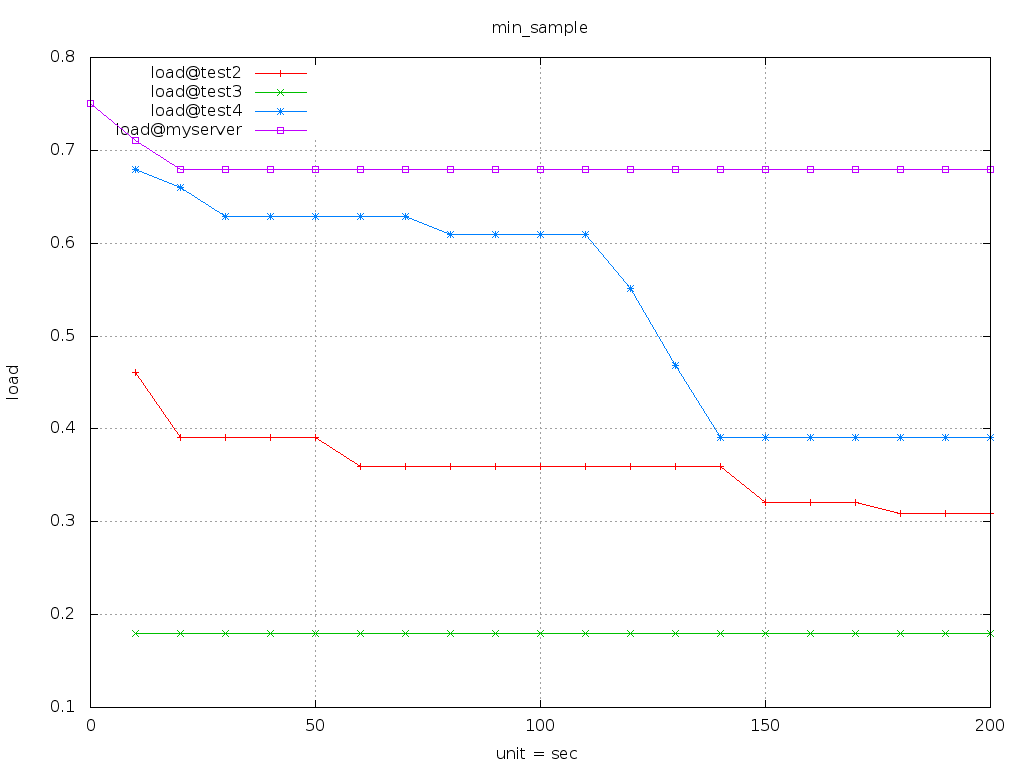 min_sample
0.8
load@test2
load@test3
load@test4
load@myserver
0.7
0.6
0.5
load
0.4
0.3
0.2
0.1
0 50 100 150 200
unit = sec